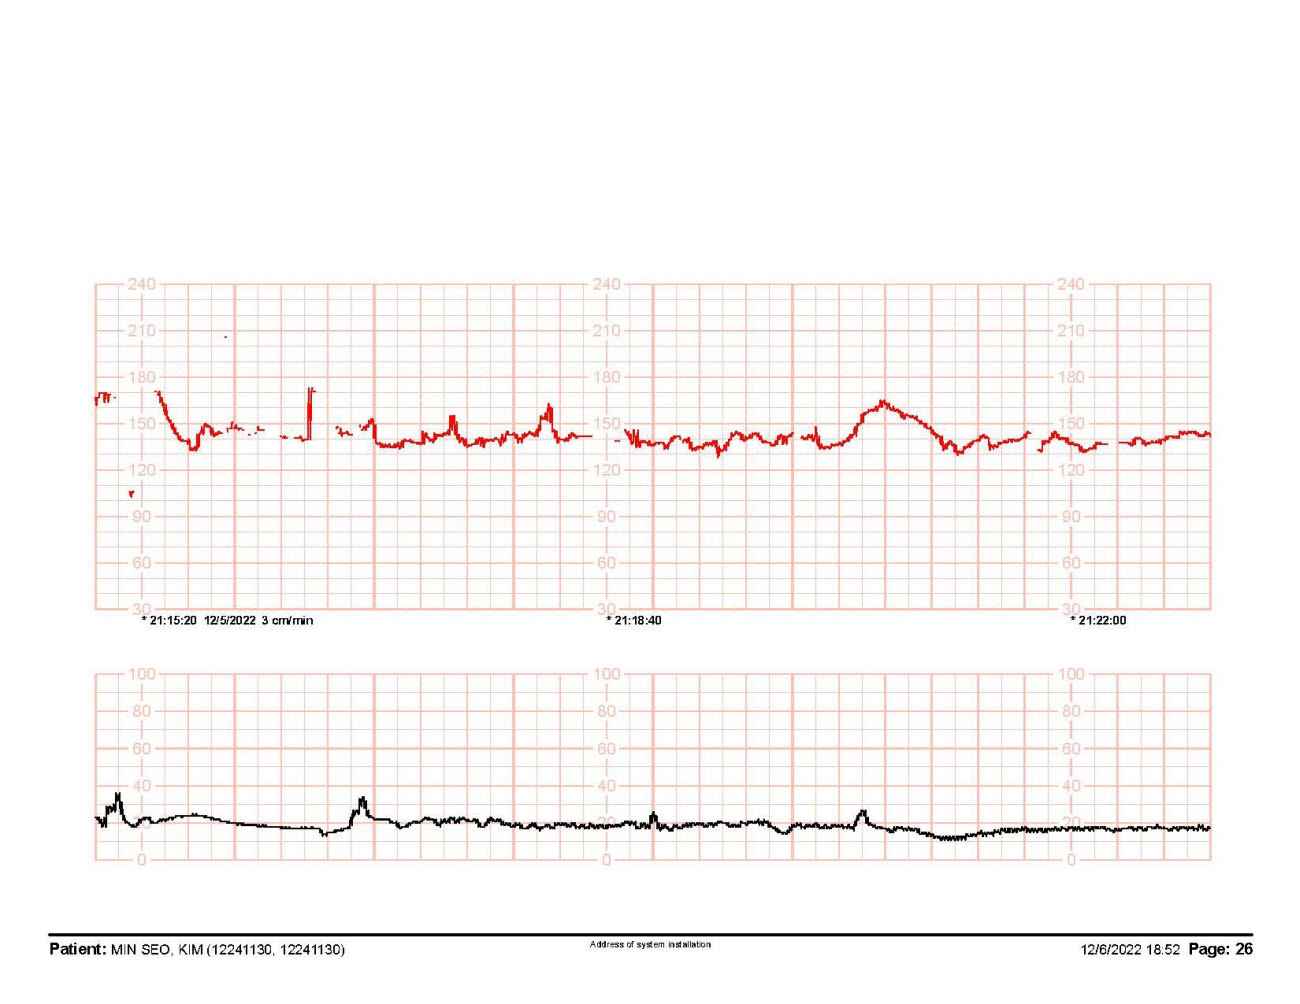 240 240 240
210 210 210
180 180 180
150 150 150
120 120 120
90 90 90
60 60 60
30 30 30
* 21:15:20 12/5/2022 3 cm/min * 21:18:40 * 21:22:00
100 100 100
80 80 80
60 60 60
40 40 40
20 20 20
0 0 0
Patient: MIN SEO, KIM (12241130, 12241130) Address of system installation 12/6/2022 18:52 Page: 26